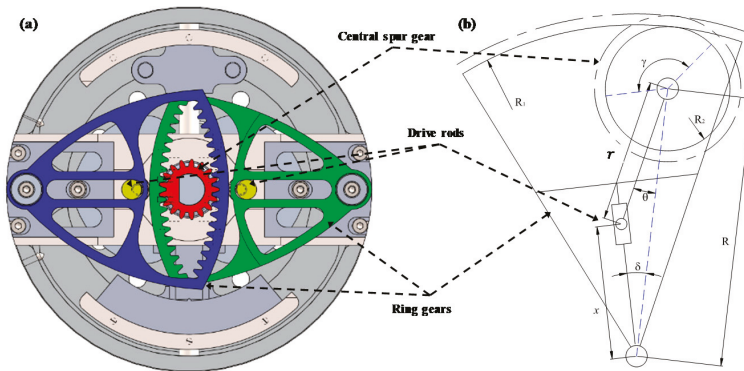 (a)
Central spur gear
Drive rods
Ring gears
(b)
γ
R₁
R₂
r
θ
R
δ
x